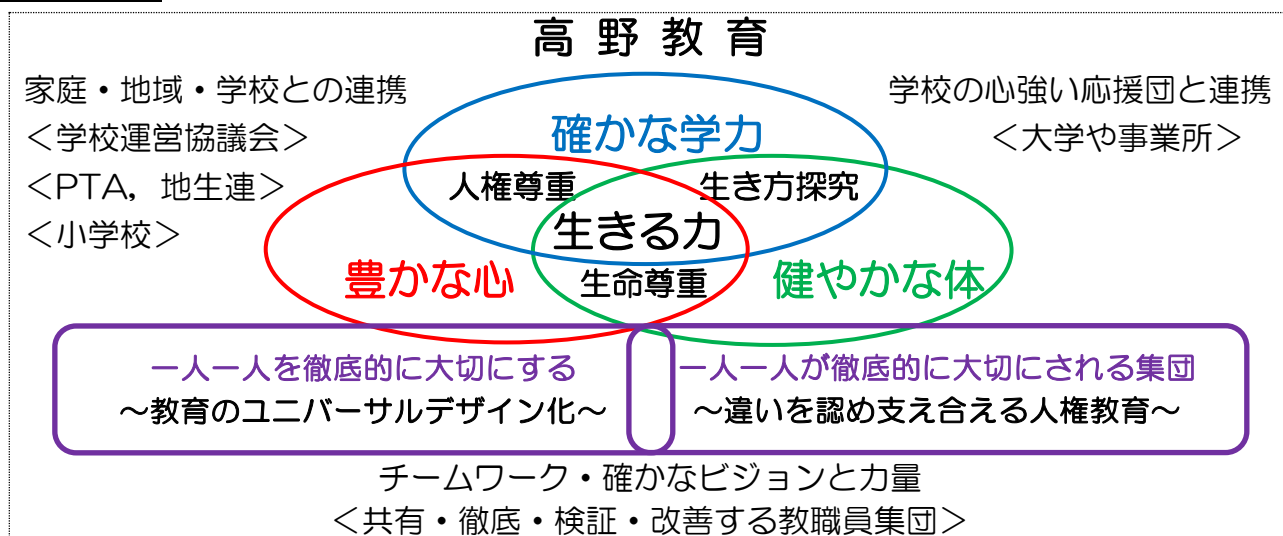 高 野 教 育
家庭・地域・学校との連携
＜学校運営協議会＞
＜PTA，地生連＞
＜小学校＞
学校の心強い応援団と連携
＜大学や事業所＞
確かな学力
人権尊重
生き方探究
生きる力
豊かな心
生命尊重
健やかな体
一人一人を徹底的に大切にする
～教育のユニバーサルデザイン化～
一人一人が徹底的に大切にされる集団
～違いを認め支え合える人権教育～
チームワーク・確かなビジョンと力量
＜共有・徹底・検証・改善する教職員集団＞